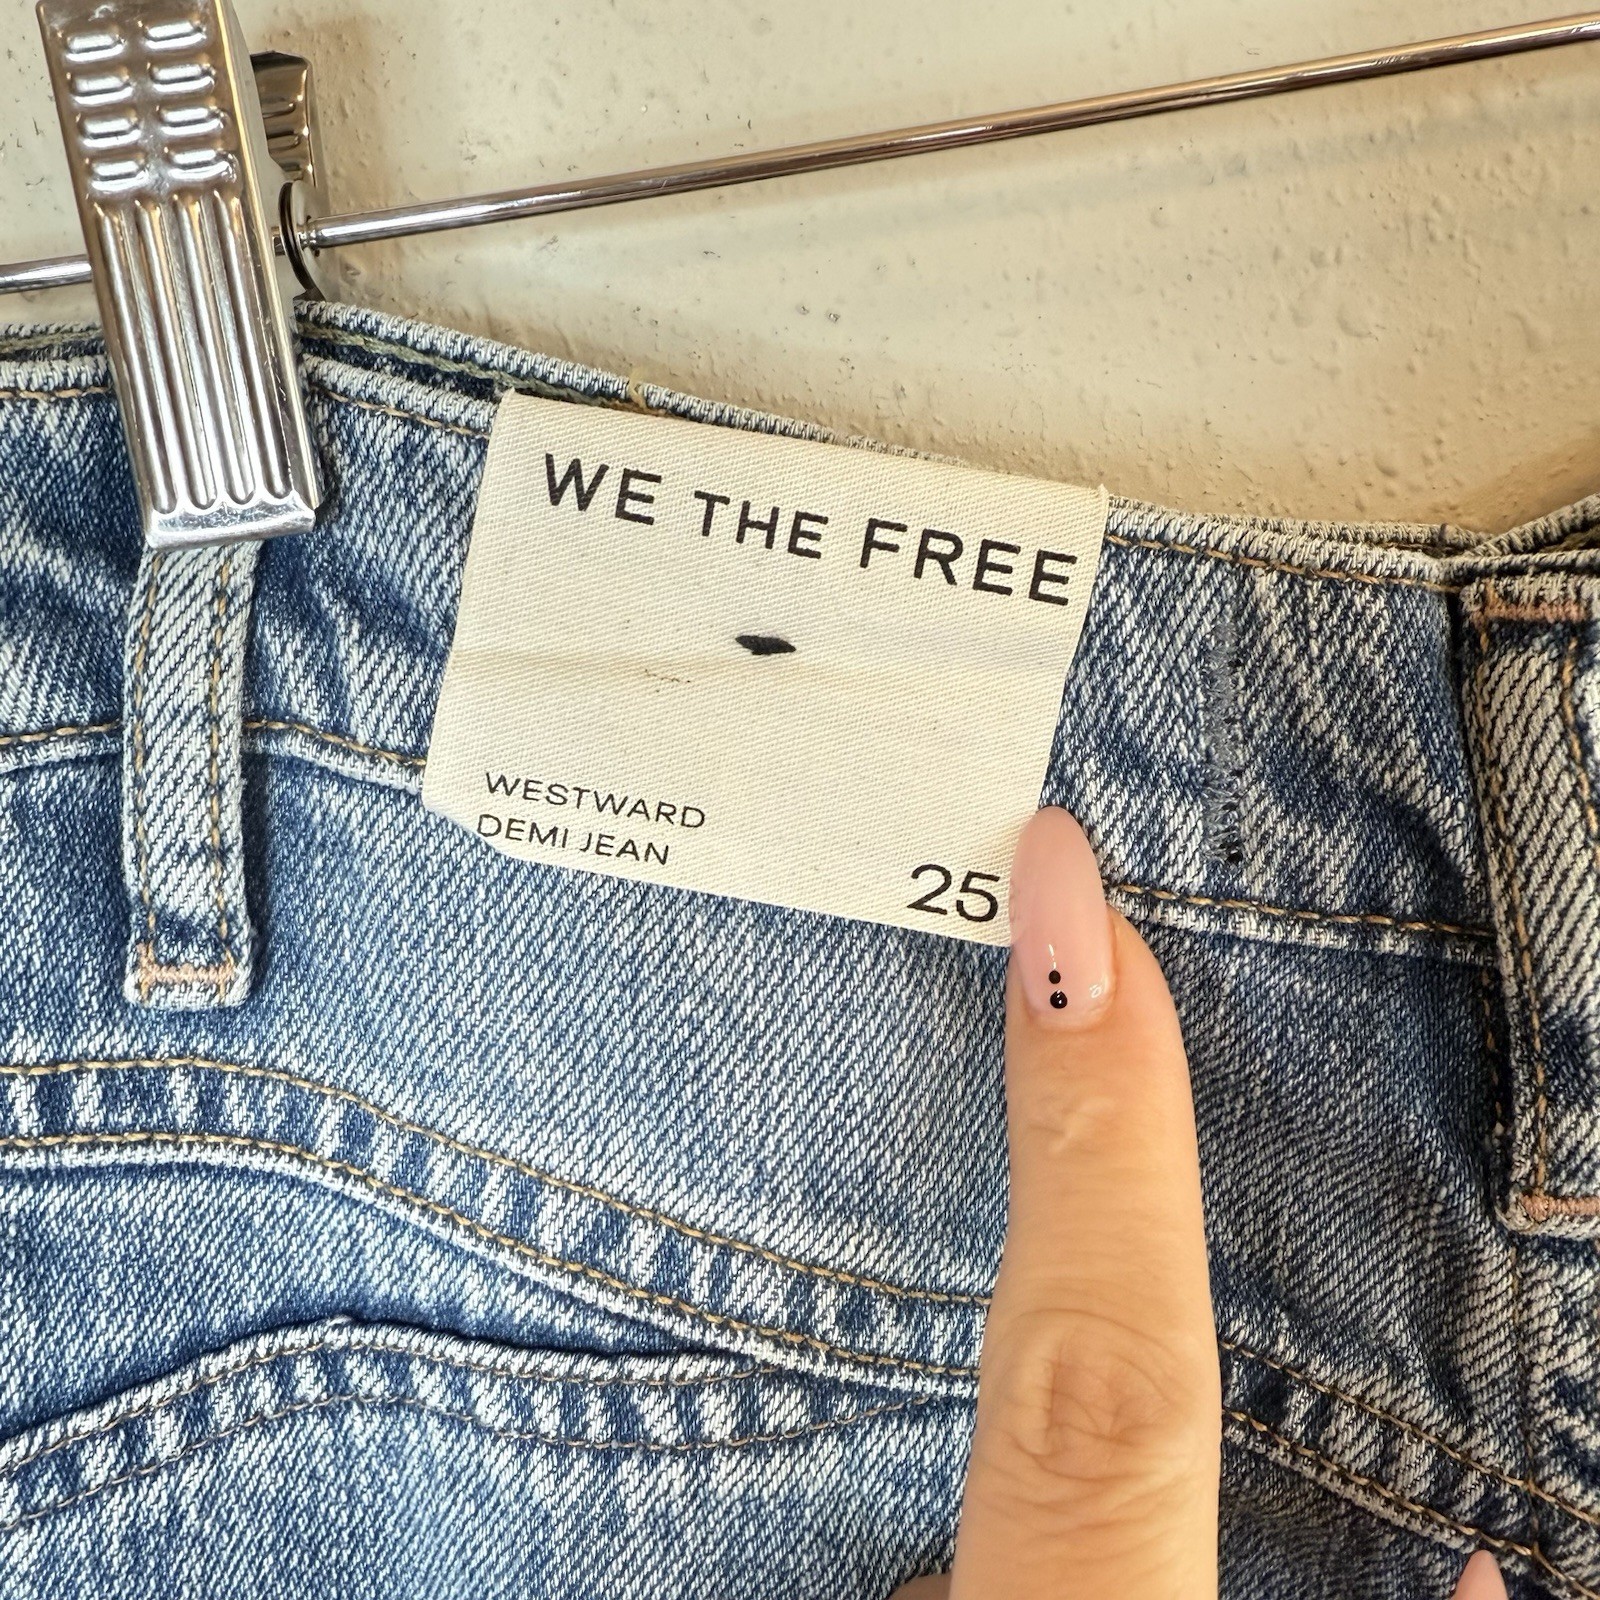 WE THE FREE
WESTWARD
DEMI JEAN
25